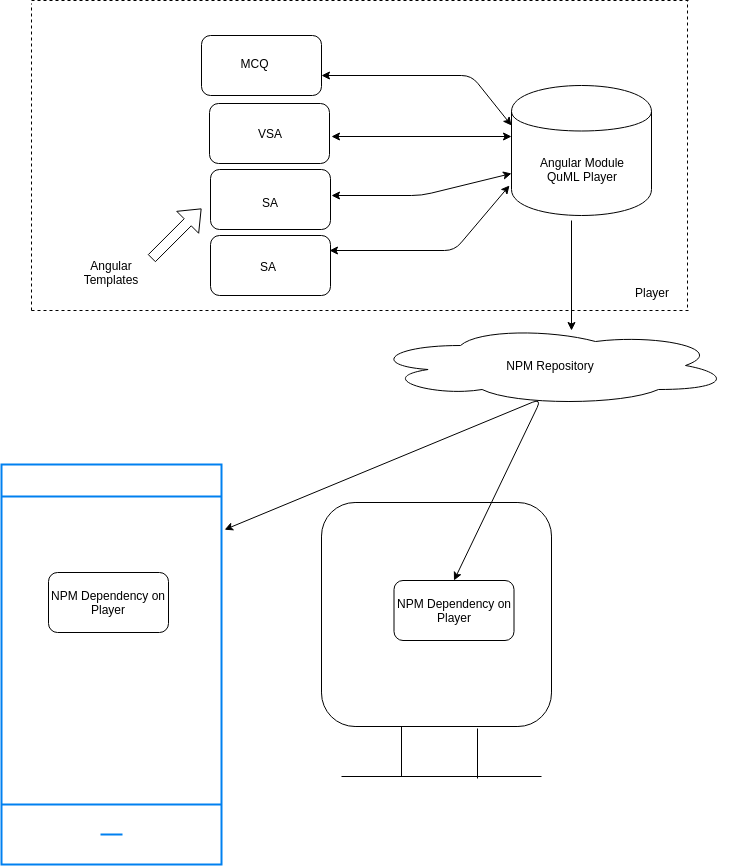 MCQ
VSA
SA
SA
Angular
Templates
Angular Module
QuML Player
Player
NPM Repository
NPM Dependency on
Player
NPM Dependency on
Player